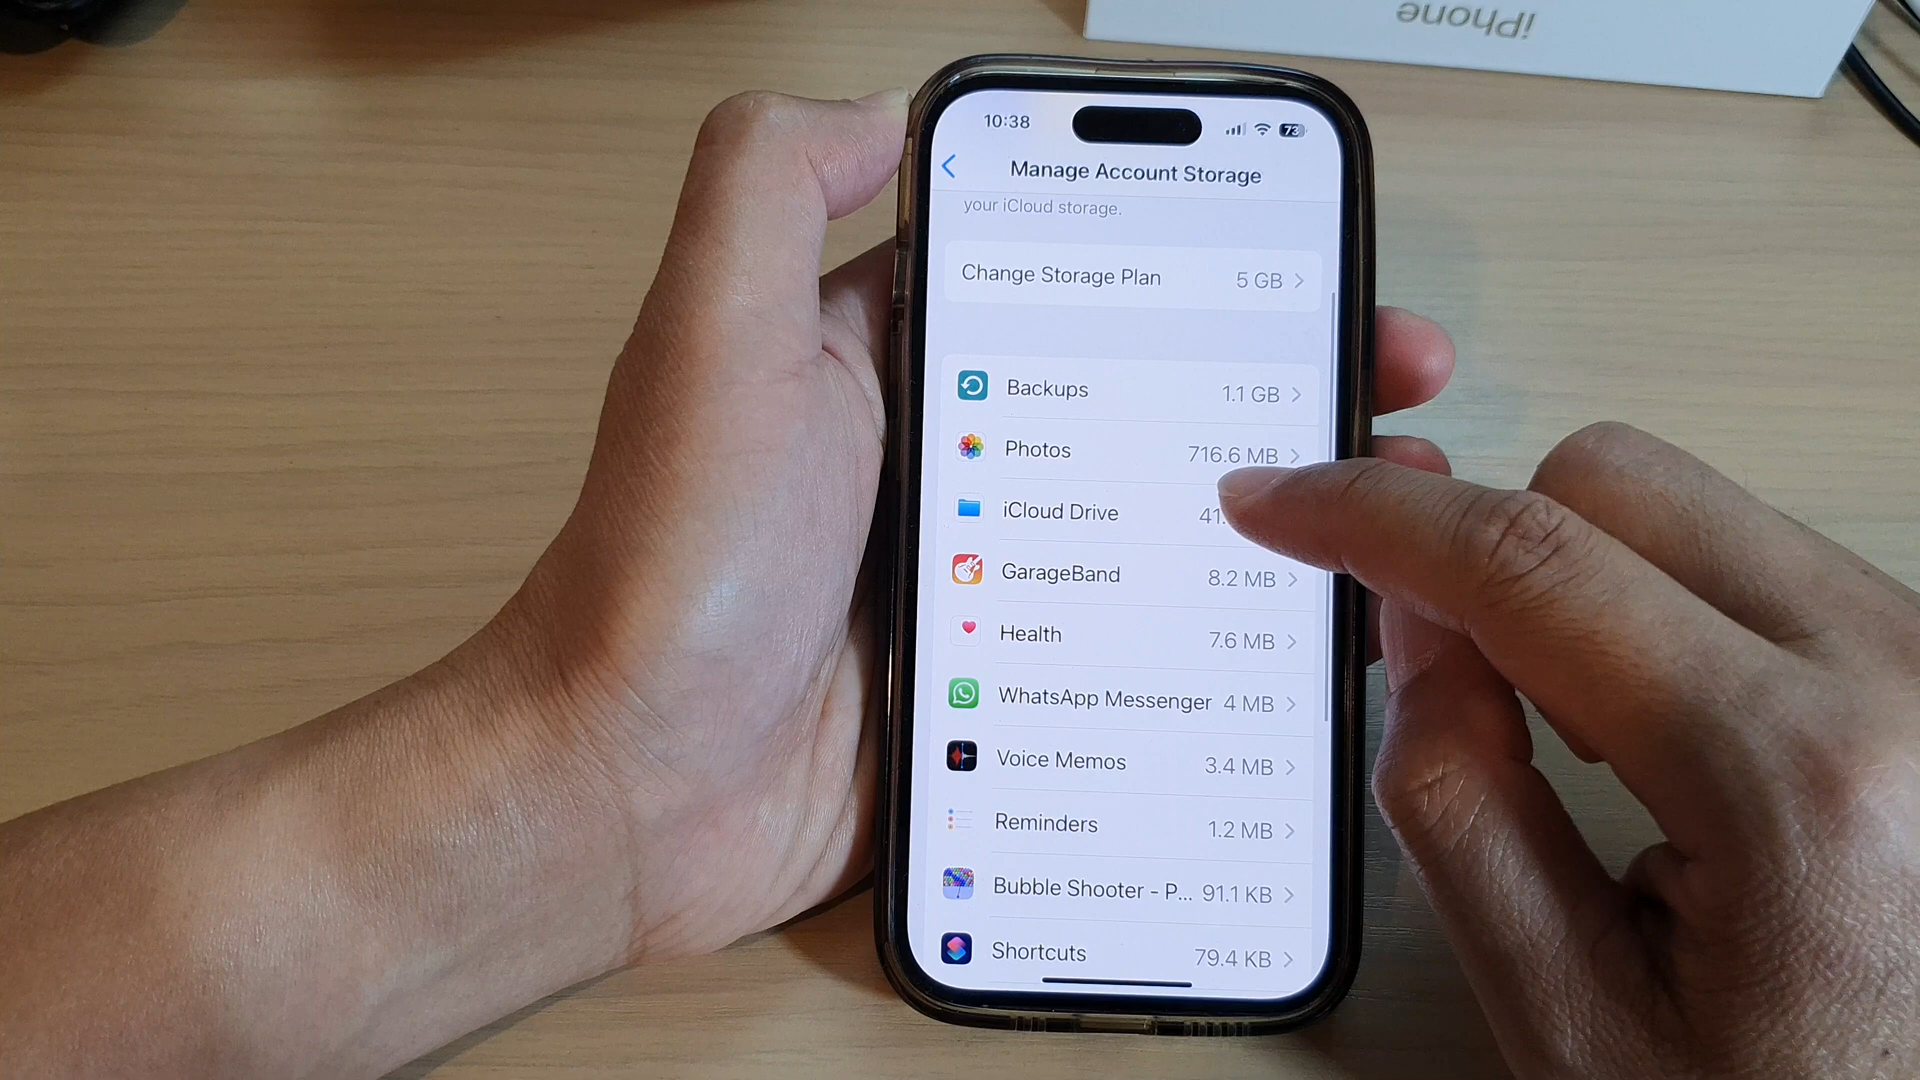 iPhone
10:38
73
Manage Account Storage
your iCloud storage.
Change Storage Plan 5 GB
Backups 1.1 GB
Photos 716.6 MB
iCloud Drive 41.
GarageBand 8.2 MB
Health 7.6 MB
WhatsApp Messenger 4 MB
Voice Memos 3.4 MB
Reminders 1.2 MB
Bubble Shooter - P... 91.1 KB
Shortcuts 79.4 KB